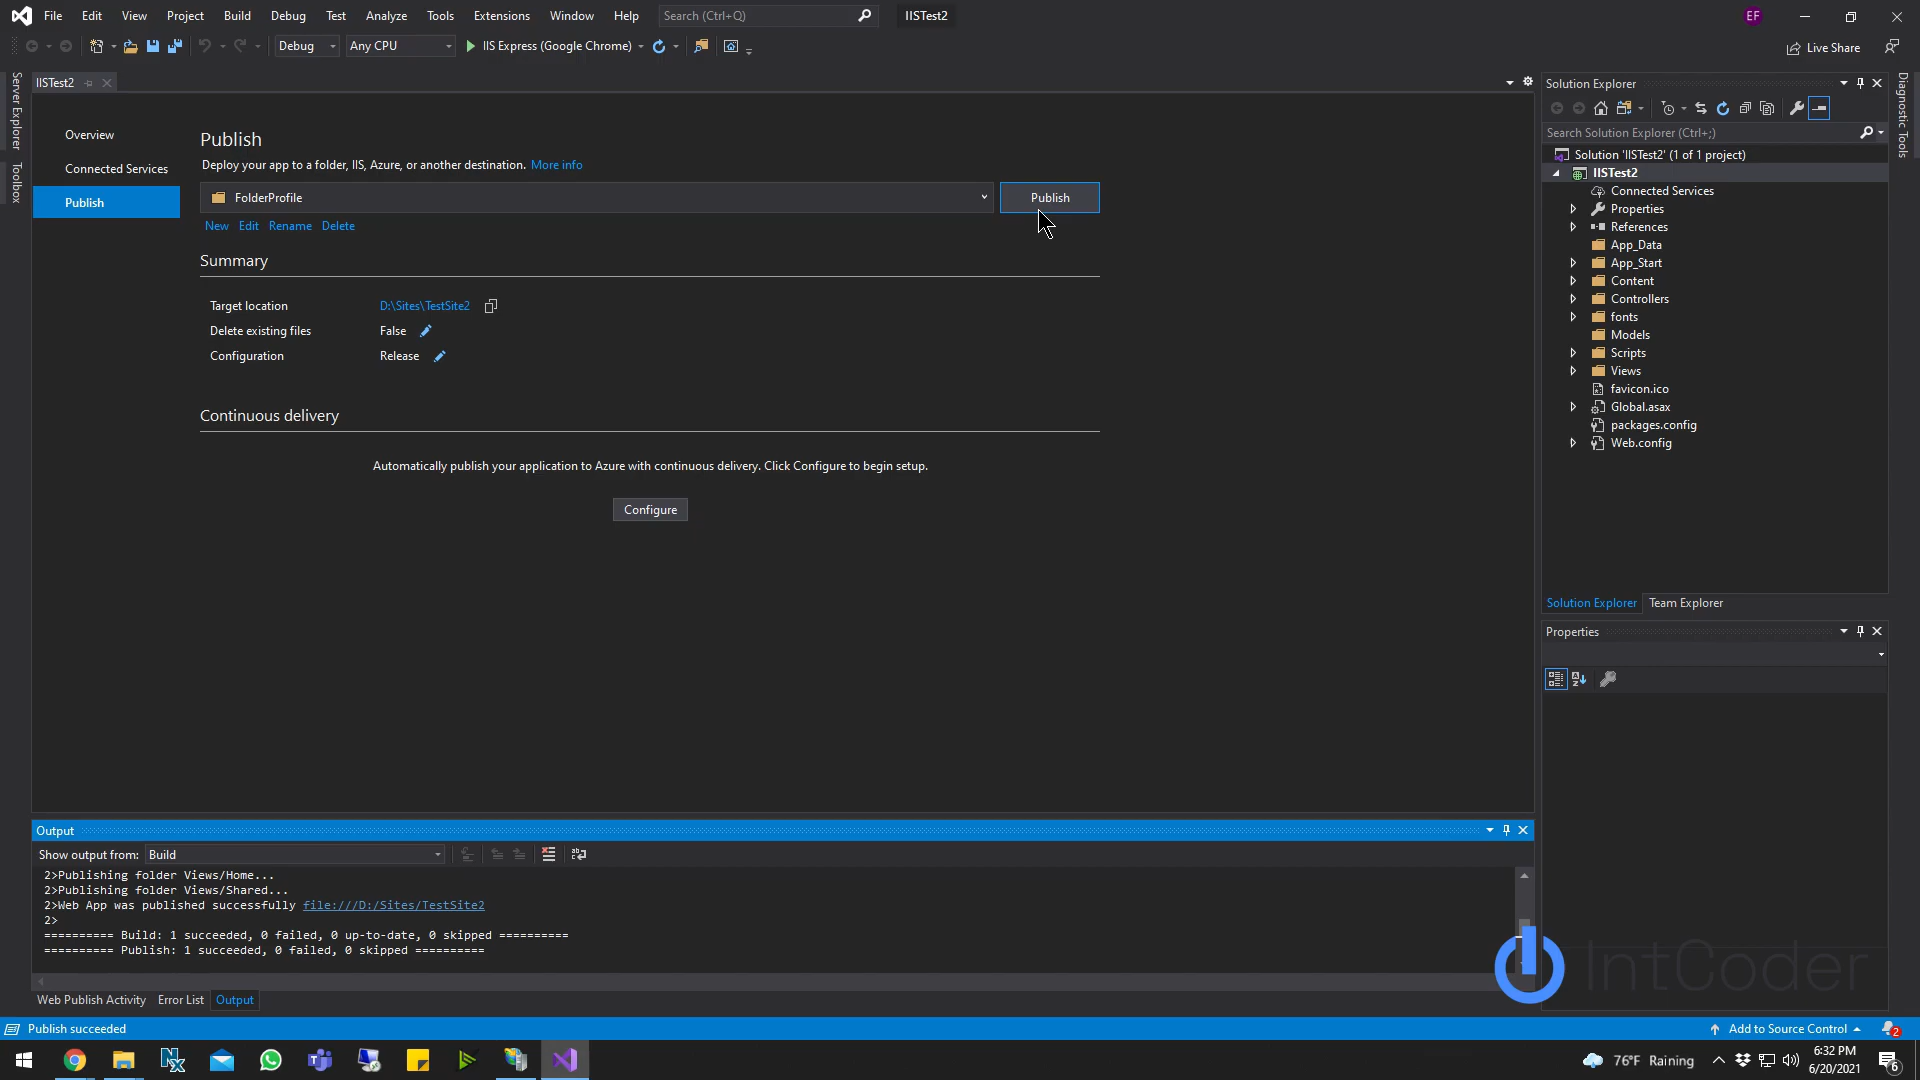 File Edit View Project Build Debug Test Analyze Tools Extensions Window Help Search (Ctrl+Q) IISTest2 EF
Debug Any CPU IIS Express (Google Chrome) Live Share
Server Explorer
Toolbox
IISTest2
Overview
Connected Services
Publish
Publish
Deploy your app to a folder, IIS, Azure, or another destination. More info
FolderProfile Publish
New Edit Rename Delete
Summary
Target location D:\Sites\TestSite2
Delete existing files False
Configuration Release
Continuous delivery
Automatically publish your application to Azure with continuous delivery. Click Configure to begin setup.
Configure
Solution Explorer
Search Solution Explorer (Ctrl+;)
Solution 'IISTest2' (1 of 1 project)
IISTest2
Connected Services
Properties
References
App_Data
App_Start
Content
Controllers
fonts
Models
Scripts
Views
favicon.ico
Global.asax
packages.config
Web.config
Solution Explorer Team Explorer
Properties
Diagnostic Tools
Output
Show output from: Build
2>Publishing folder Views/Home...
2>Publishing folder Views/Shared...
2>Web App was published successfully file:///D:/Sites/TestSite2
2>
========== Build: 1 succeeded, 0 failed, 0 up-to-date, 0 skipped ==========
========== Publish: 1 succeeded, 0 failed, 0 skipped ==========
IntCoder
Web Publish Activity Error List Output
Publish succeeded Add to Source Control 2
76°F Raining 6:32 PM
6/20/2021 6